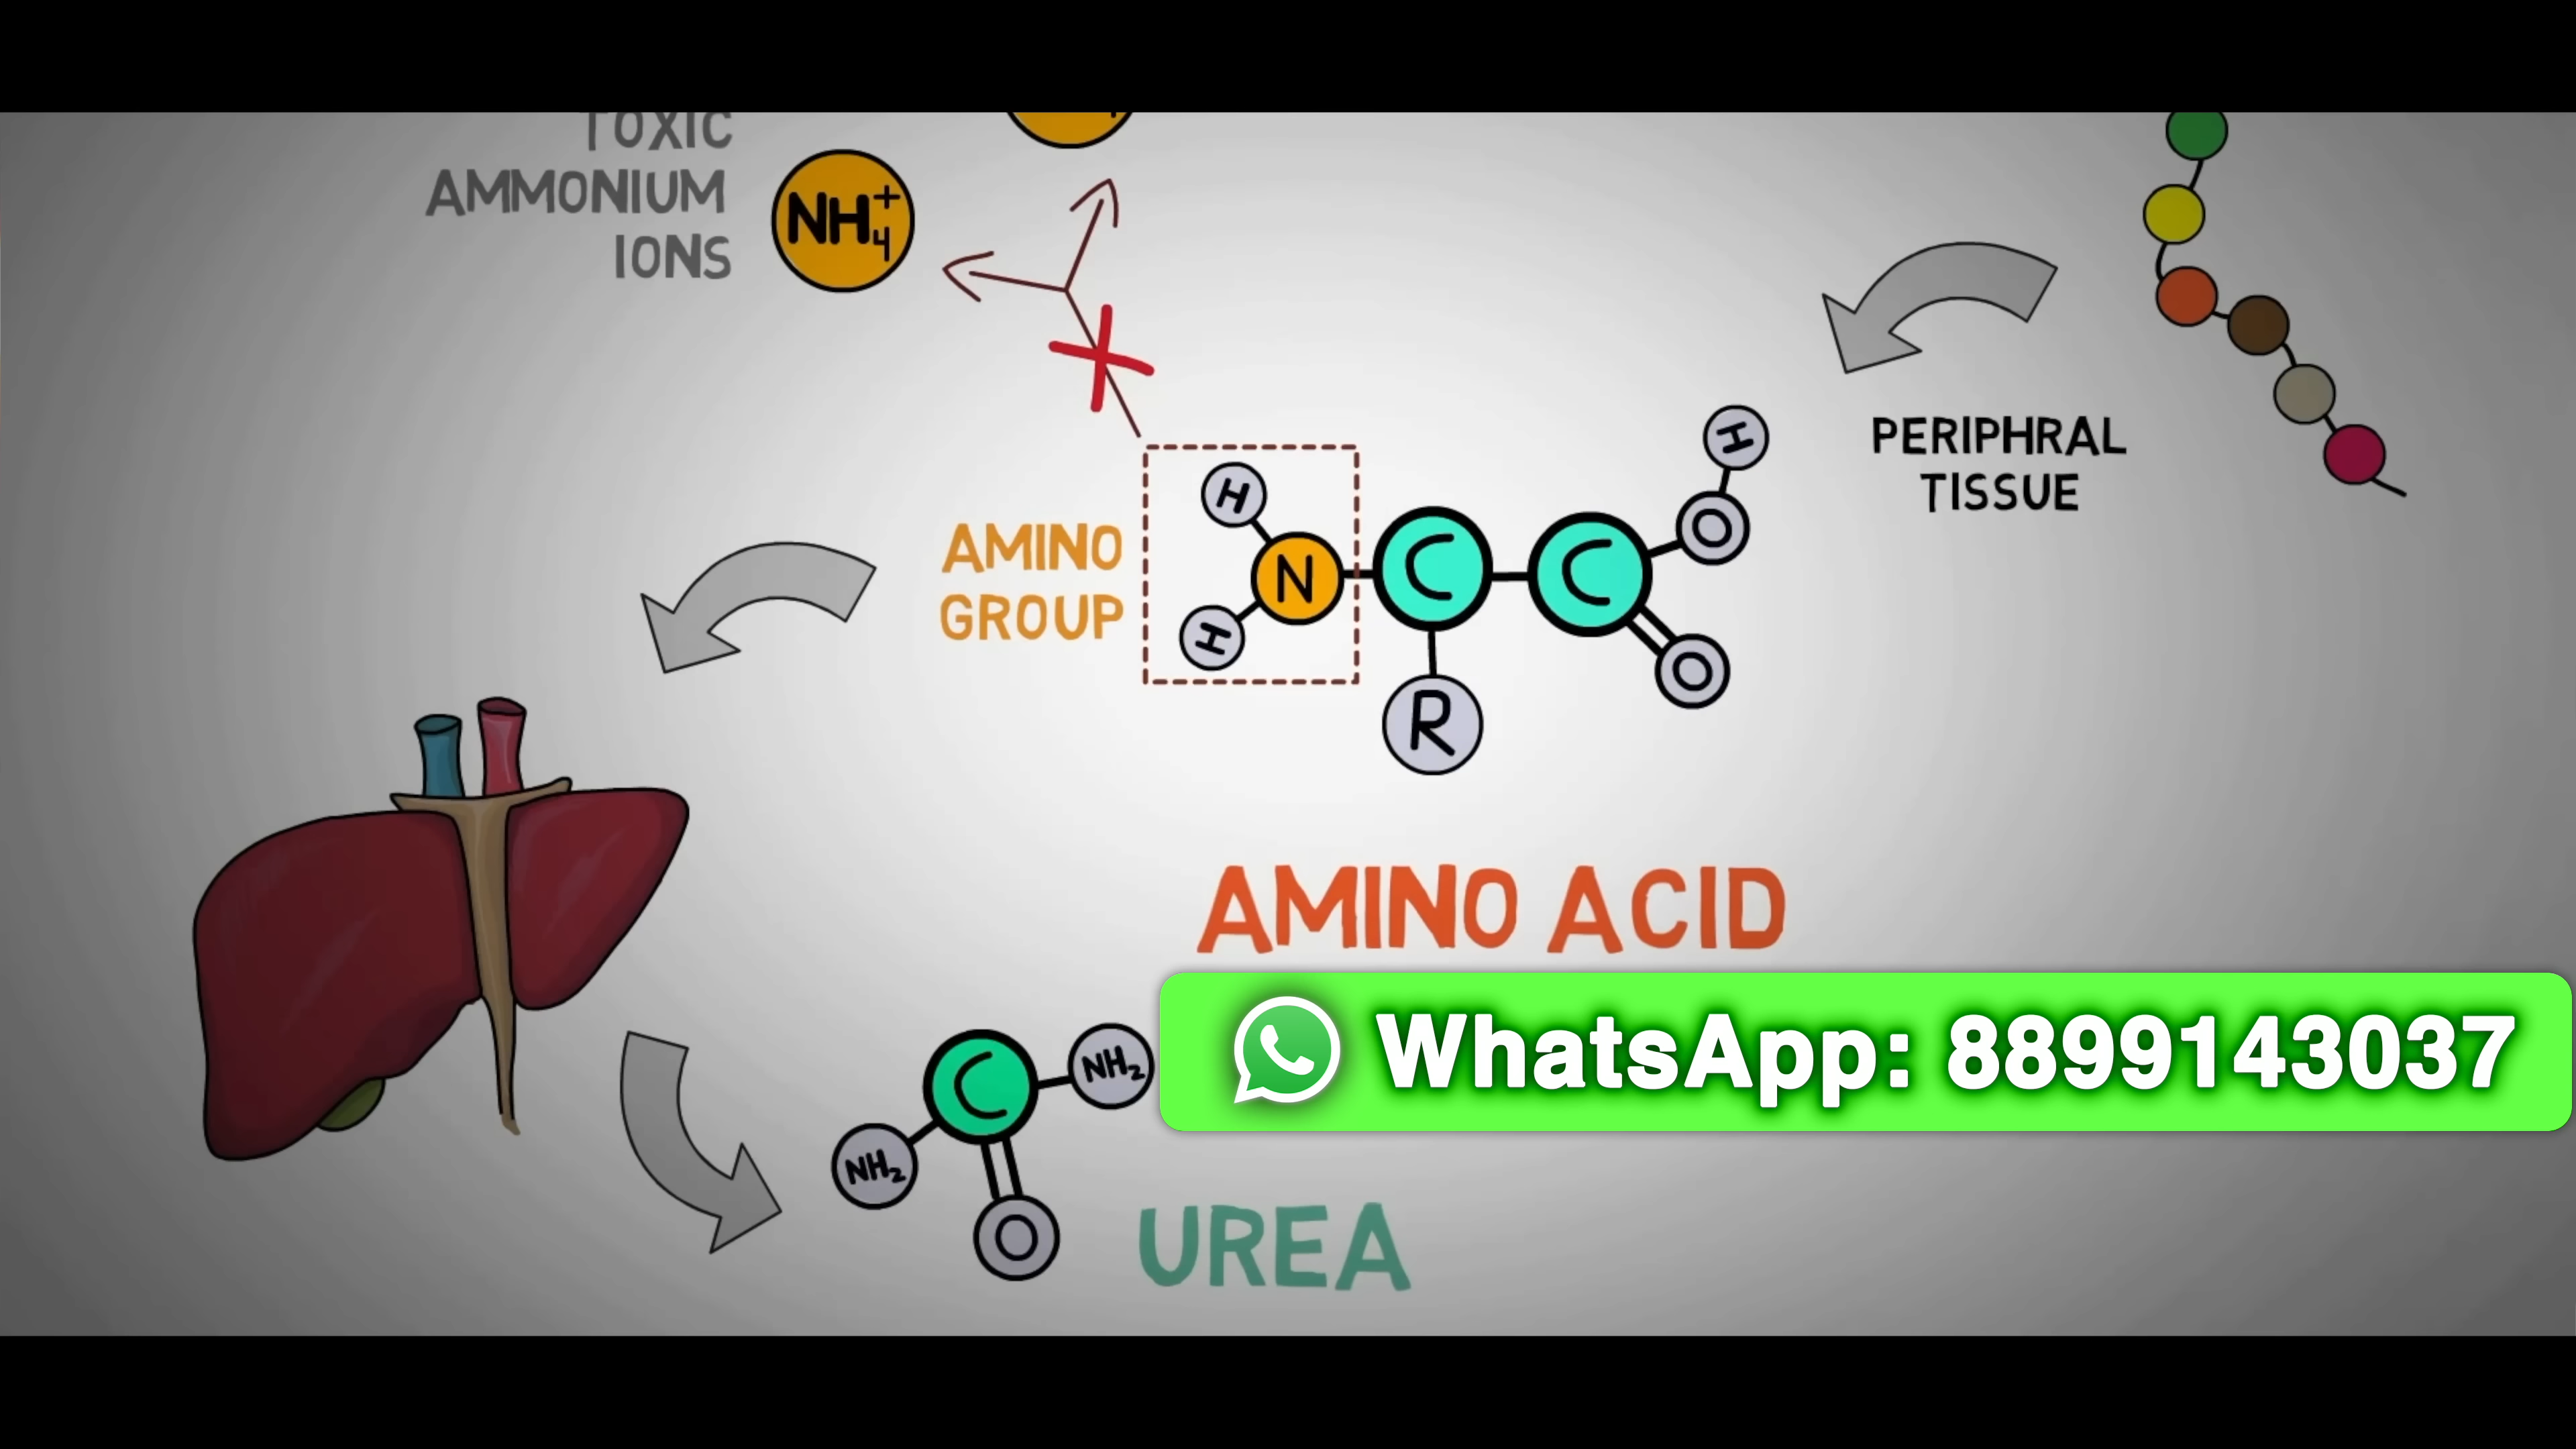 TOXIC
AMMONIUM
IONS
NH4+
PERIPHRAL
TISSUE
AMINO
GROUP
H
H
N
C
C
O
H
O
R
AMINO ACID
WhatsApp: 8899143037
C
NH2
NH2
O
UREA